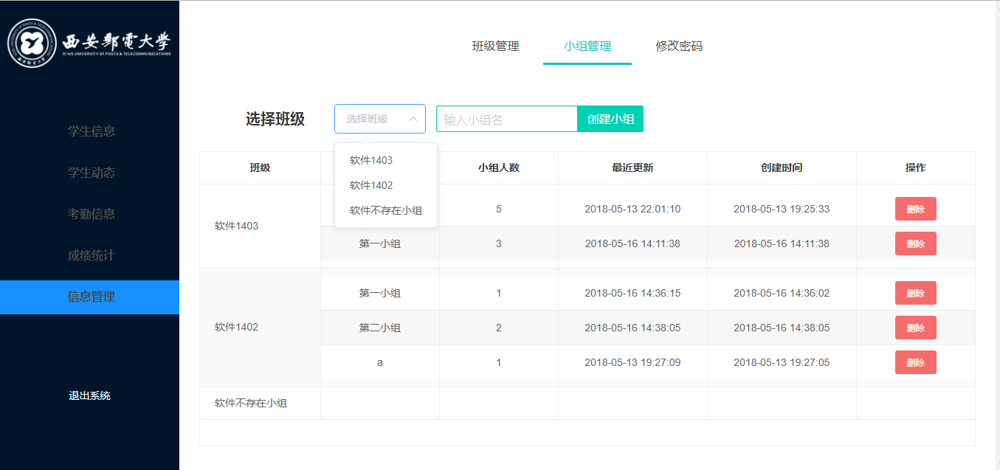 西安郵電大学
XI'AN UNIVERSITY OF POSTS & TELECOMMUNICATIONS
班级管理
小组管理
修改密码
学生信息
学生动态
考勤信息
成绩统计
信息管理
退出系统
选择班级
选择班级
输入小组名
创建小组
软件1403
软件1402
软件不存在小组
班级
小组人数
最近更新
创建时间
操作
软件1403
5
2018-05-13 22:01:10
2018-05-13 19:25:33
删除
第一小组
3
2018-05-16 14:11:38
2018-05-16 14:11:38
删除
软件1402
第一小组
1
2018-05-16 14:36:15
2018-05-16 14:36:02
删除
第二小组
2
2018-05-16 14:38:05
2018-05-16 14:38:05
删除
a
1
2018-05-13 19:27:09
2018-05-13 19:27:05
删除
软件不存在小组